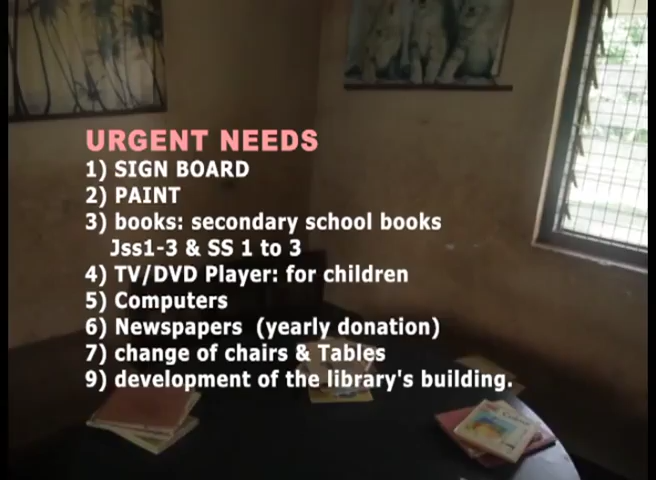 URGENT NEEDS
1) SIGN BOARD
2) PAINT
3) books: secondary school books
Jss1-3 & SS 1 to 3
4) TV/DVD Player: for children
5) Computers
6) Newspapers (yearly donation)
7) change of chairs & Tables
9) development of the library's building.